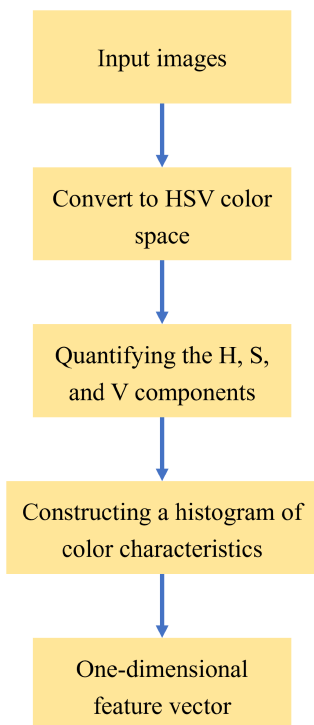 Input images
Convert to HSV color
space
Quantifying the H, S,
and V components
Constructing a histogram of
color characteristics
One-dimensional
feature vector